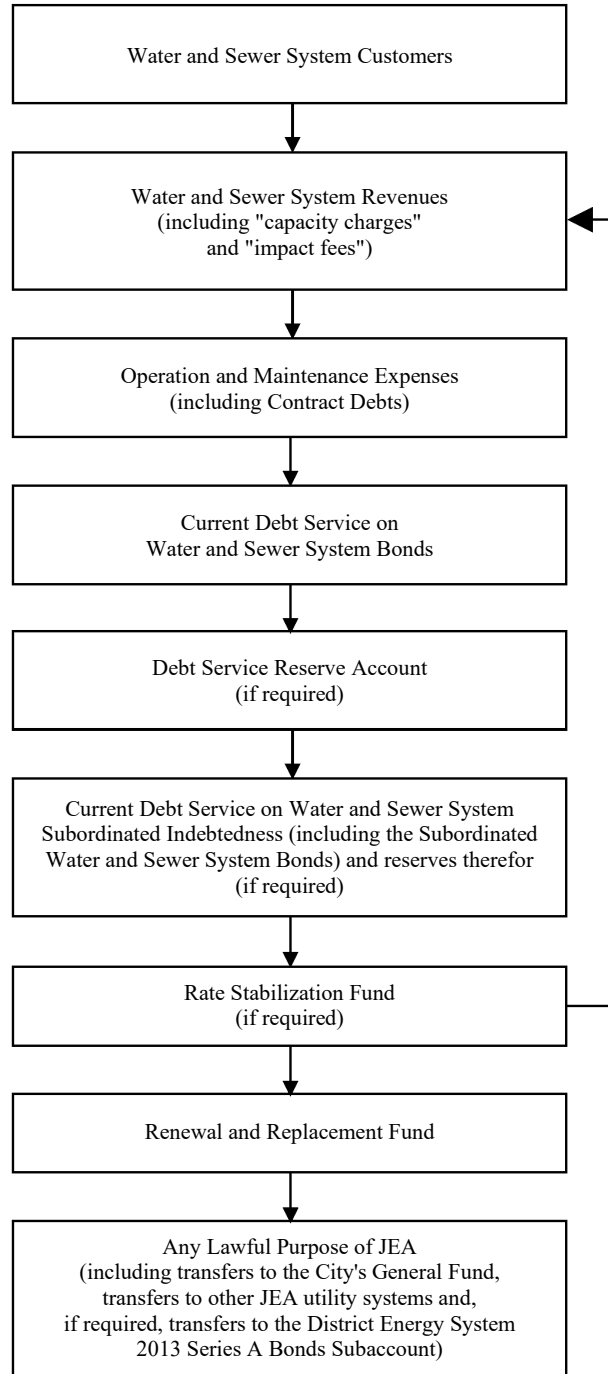 Water and Sewer System Customers
Water and Sewer System Revenues
(including "capacity charges"
and "impact fees")
Operation and Maintenance Expenses
(including Contract Debts)
Current Debt Service on
Water and Sewer System Bonds
Debt Service Reserve Account
(if required)
Current Debt Service on Water and Sewer System
Subordinated Indebtedness (including the Subordinated
Water and Sewer System Bonds) and reserves therefor
(if required)
Rate Stabilization Fund
(if required)
Renewal and Replacement Fund
Any Lawful Purpose of JEA
(including transfers to the City's General Fund,
transfers to other JEA utility systems and,
if required, transfers to the District Energy System
2013 Series A Bonds Subaccount)